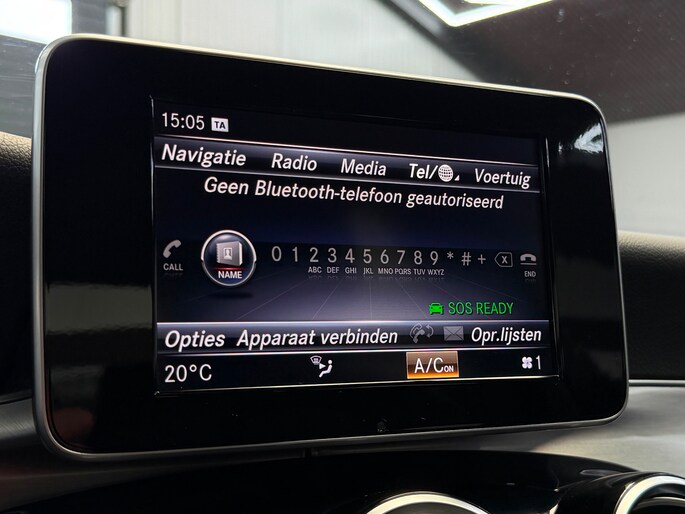 15:05 TA
Navigatie Radio Media Tel/ Voertuig
Geen Bluetooth-telefoon geautoriseerd
CALL NAME 0 1 2 3 4 5 6 7 8 9 * # + X END
ABC DEF GHI JKL MNO PQRS TUV WXYZ
SOS READY
Opties Apparaat verbinden Opr.lijsten
20°C A/C ON 1